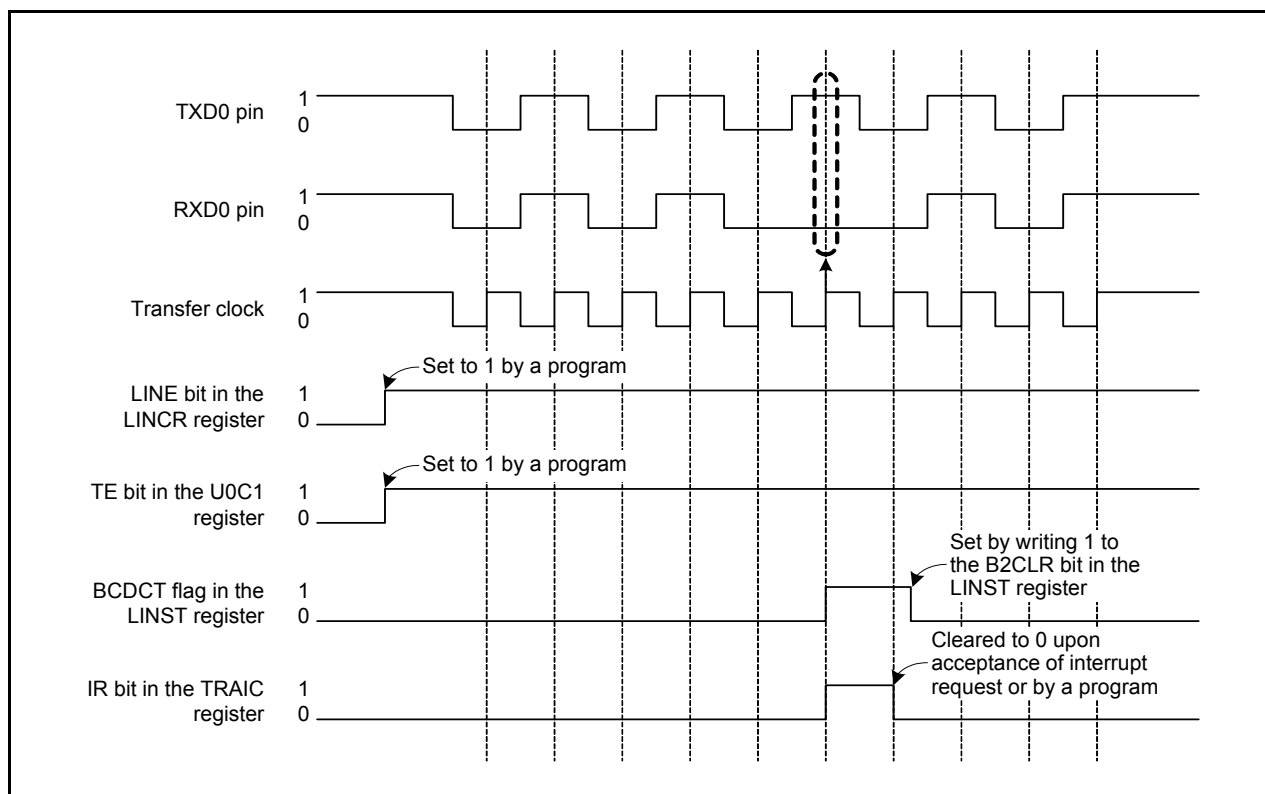 TXD0 pin
1
0
RXD0 pin
1
0
Transfer clock
1
0
Set to 1 by a program
LINE bit in the
LINCR register
1
0
Set to 1 by a program
TE bit in the U0C1
register
1
0
Set by writing 1 to
the B2CLR bit in the
LINST register
BCDCT flag in the
LINST register
1
0
Cleared to 0 upon
acceptance of interrupt
request or by a program
IR bit in the TRAIC
register
1
0